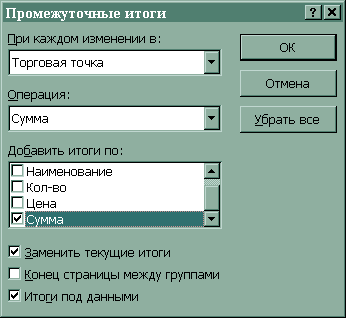 Промежуточные итоги
При каждом изменении в:
Торговая точка
ОК
Отмена
Операция:
Сумма
Убрать все
Добавить итоги по:
Наименование
Кол-во
Цена
Сумма
Заменить текущие итоги
Конец страницы между группами
Итоги под данными